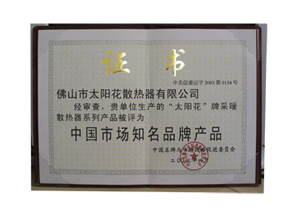 证 书
佛山市太阳花散热器有限公司
经审查，贵单位生产的“太阳花”牌采暖
散热器系列产品被评为
中国市场知名品牌产品